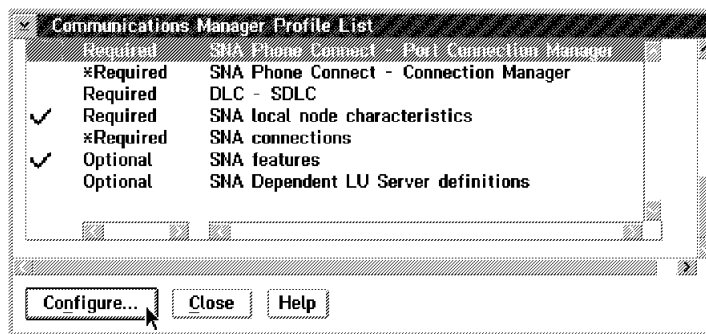 Communications Manager Profile List
Required SNA Phone Connect - Port Connection Manager
*Required SNA Phone Connect - Connection Manager
Required DLC - SDLC
Required SNA local node characteristics
*Required SNA connections
Optional SNA features
Optional SNA Dependent LU Server definitions
Configure... Close Help